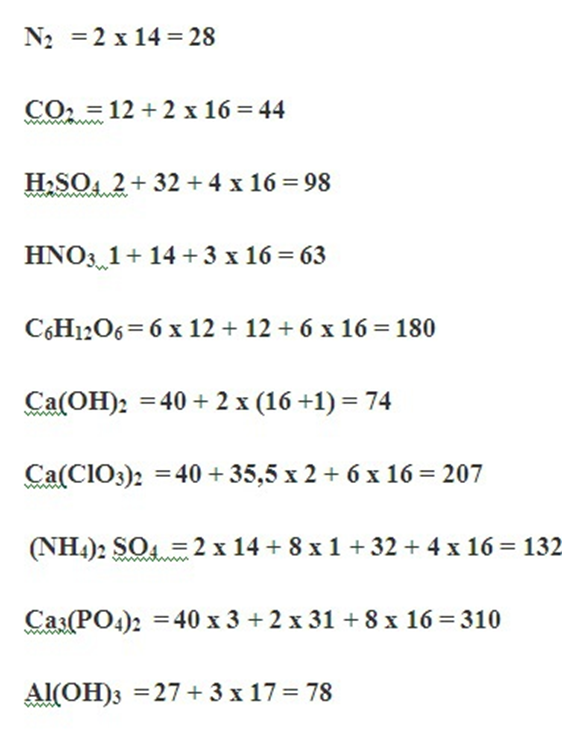 N₂ = 2 x 14 = 28
CO₂ = 12 + 2 x 16 = 44
H₂SO₄ 2 + 32 + 4 x 16 = 98
HNO₃ 1 + 14 + 3 x 16 = 63
C₆H₁₂O₆ = 6 x 12 + 12 + 6 x 16 = 180
Ca(OH)₂ = 40 + 2 x (16 +1) = 74
Ca(ClO₃)₂ = 40 + 35,5 x 2 + 6 x 16 = 207
(NH₄)₂ SO₄ = 2 x 14 + 8 x 1 + 32 + 4 x 16 = 132
Ca₃(PO₄)₂ = 40 x 3 + 2 x 31 + 8 x 16 = 310
Al(OH)₃ = 27 + 3 x 17 = 78